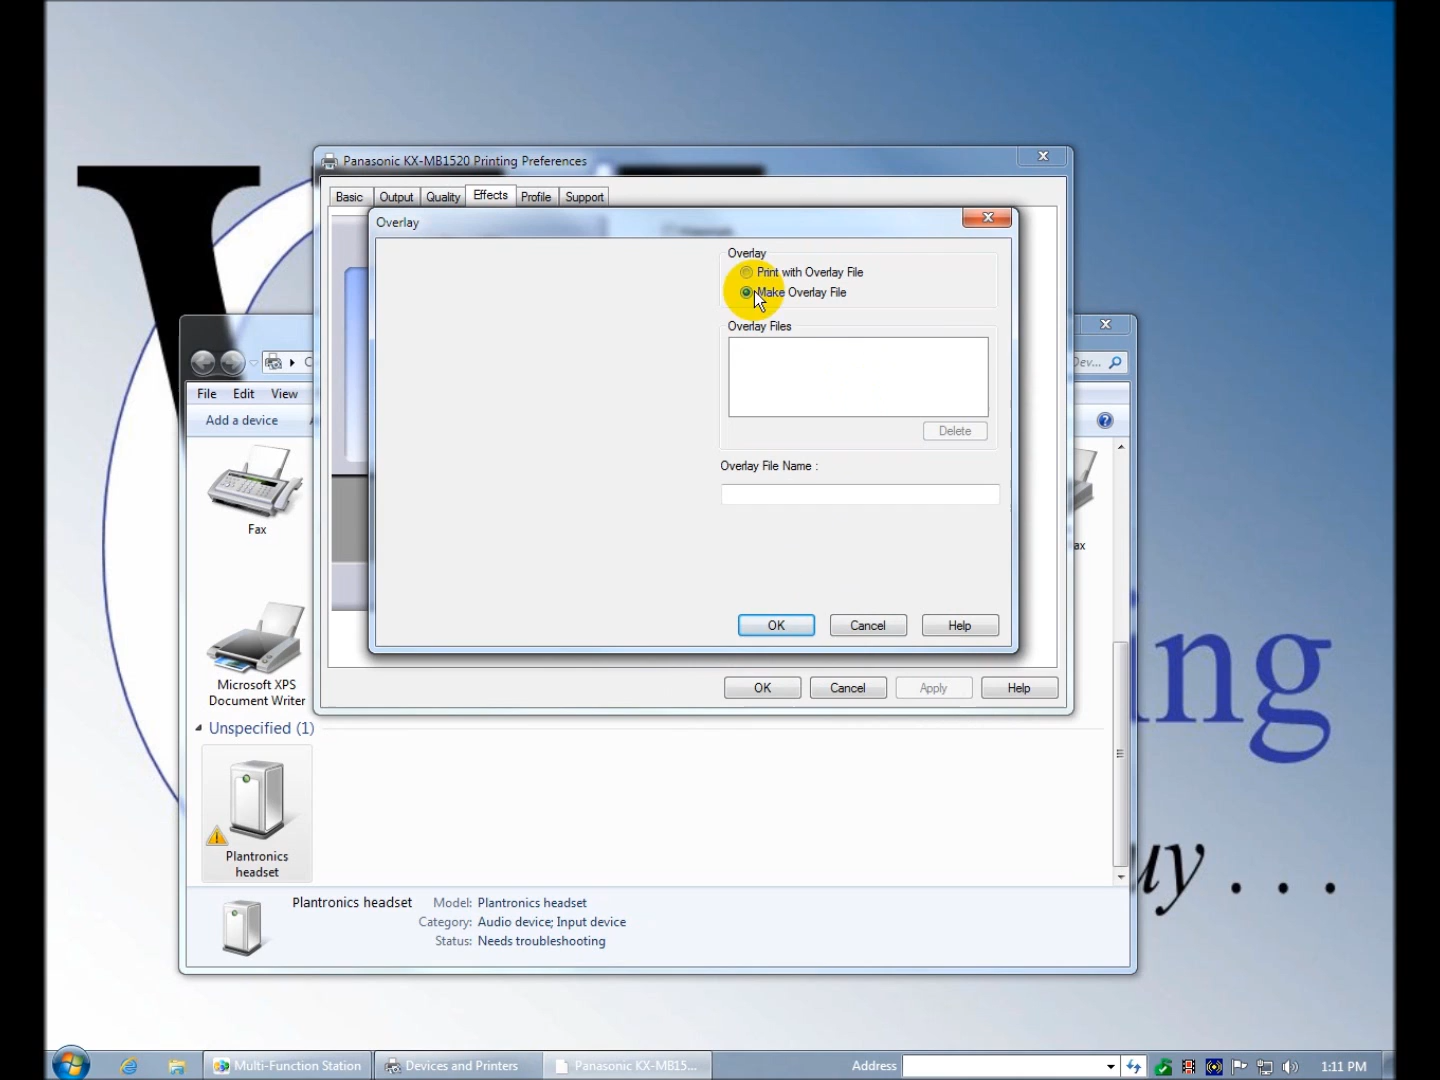 Panasonic KX-MB1520 Printing Preferences
Basic Output Quality Effects Profile Support
Overlay
Overlay
Print with Overlay File
Make Overlay File
Overlay Files
Delete
Overlay File Name :
OK Cancel Help
OK Cancel Apply Help
Dev...
File Edit View
Add a device
Fax
ax
Microsoft XPS
Document Writer
Unspecified (1)
Plantronics
headset
Plantronics headset Model: Plantronics headset
Category: Audio device; Input device
Status: Needs troubleshooting
ing
uy . . .
Multi-Function Station Devices and Printers Panasonic KX-MB15... Address 1:11 PM